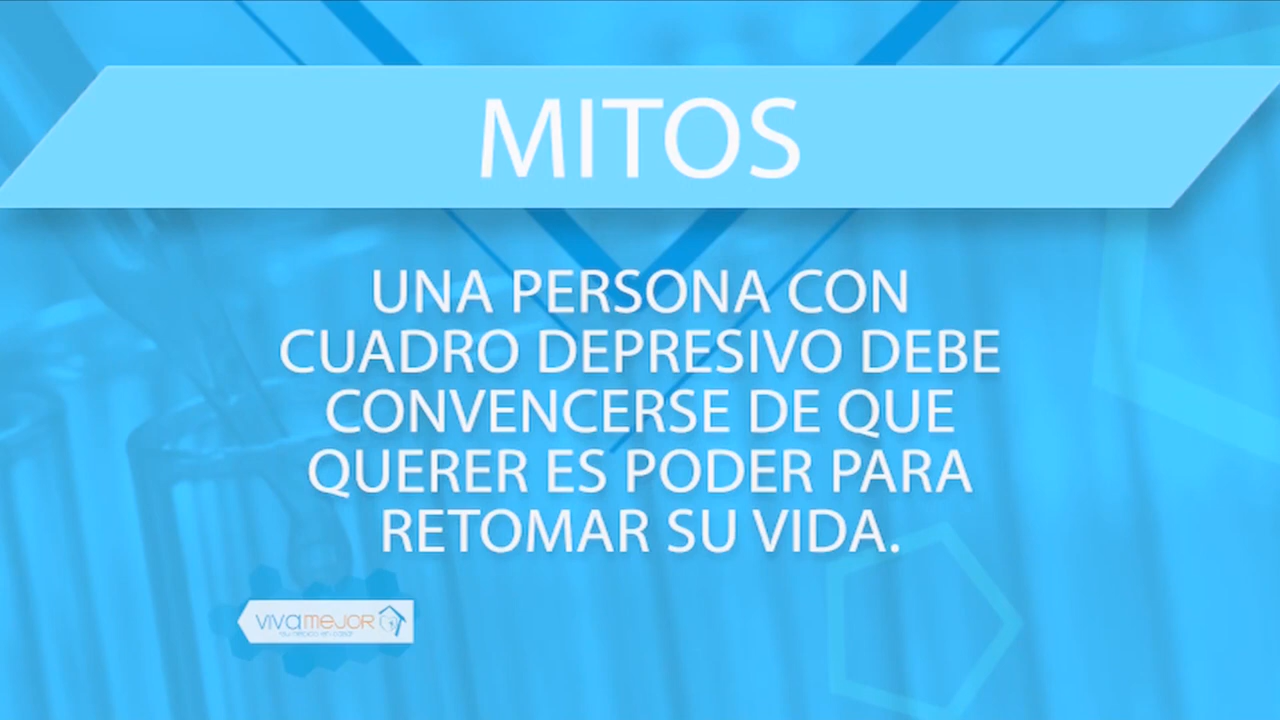 MITOS
UNA PERSONA CON
CUADRO DEPRESIVO DEBE
CONVENCERSE DE QUE
QUERER ES PODER PARA
RETOMAR SU VIDA.
VIVAMEJOR